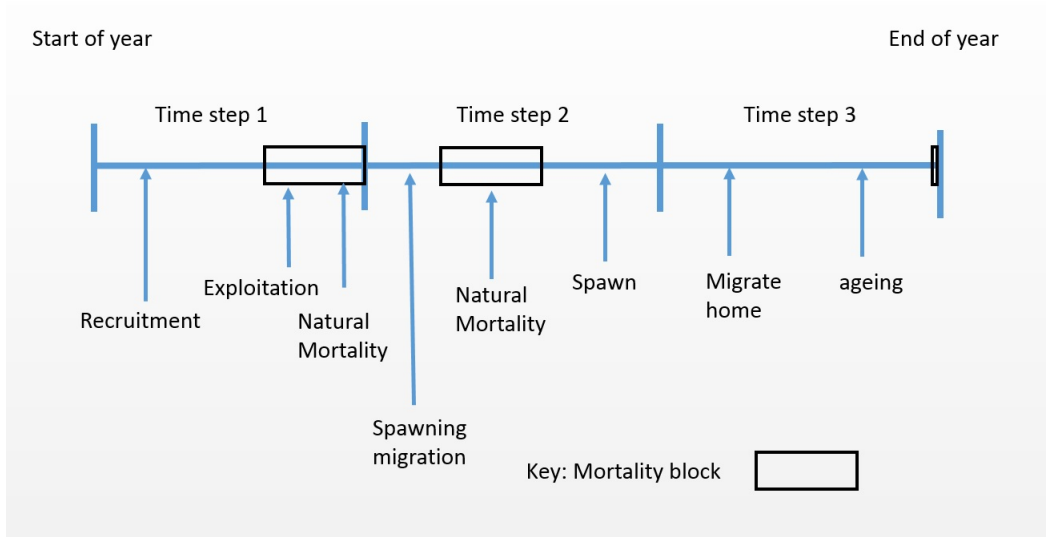 Start of year
End of year
Time step 1
Time step 2
Time step 3
Recruitment
Exploitation
Natural
Mortality
Spawning
migration
Natural
Mortality
Spawn
Migrate
home
ageing
Key: Mortality block